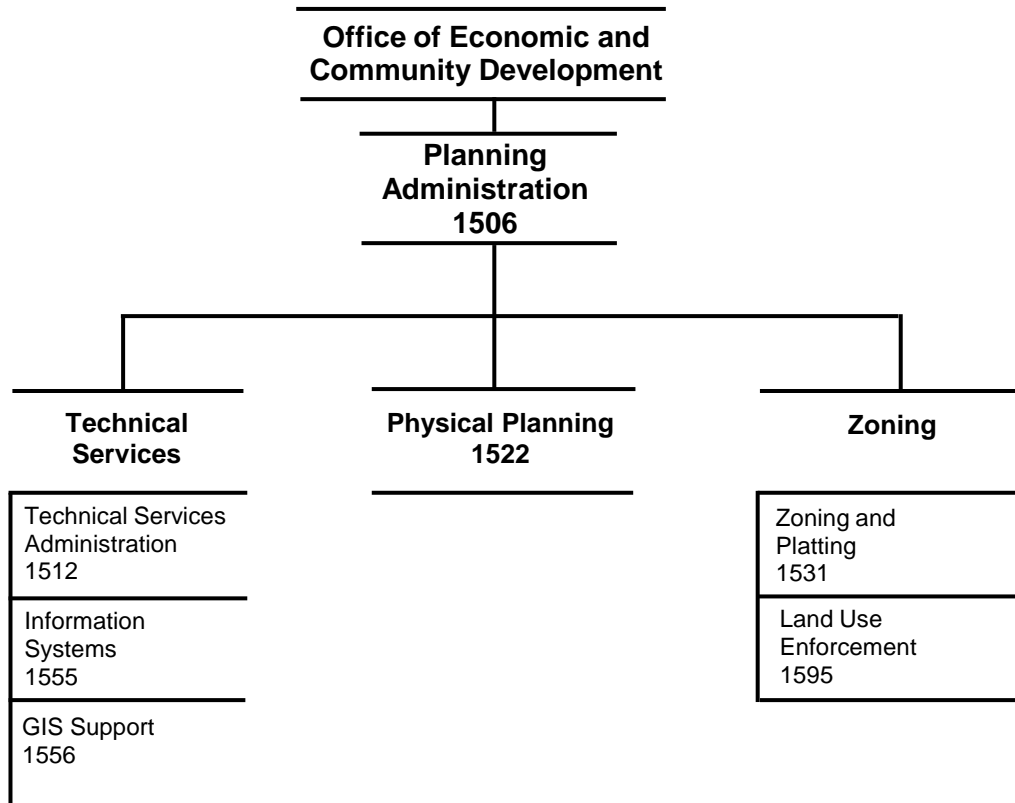 Office of Economic and
Community Development
Planning
Administration
1506
Technical
Services
Physical Planning
1522
Zoning
Technical Services
Administration
1512
Information
Systems
1555
GIS Support
1556
Zoning and
Platting
1531
Land Use
Enforcement
1595